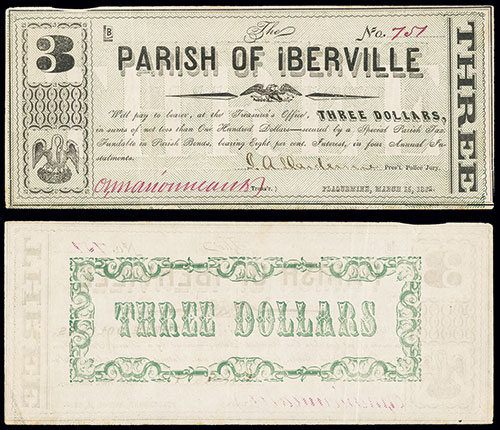 3
B
The
No. 751
PARISH OF IBERVILLE
THREE
Will pay to bearer, at the Treasurer's Office, THREE DOLLARS,
in sums of not less than One Hundred Dollars—secured by a Special Parish Tax.
Fundable in Parish Bonds, bearing Eight per cent. Interest, in four Annual In-
stalments.
Pres't Police Jury.
Treas'r.
PLAQUEMINE, MARCH 15, 1862.
THREE
THREE DOLLARS